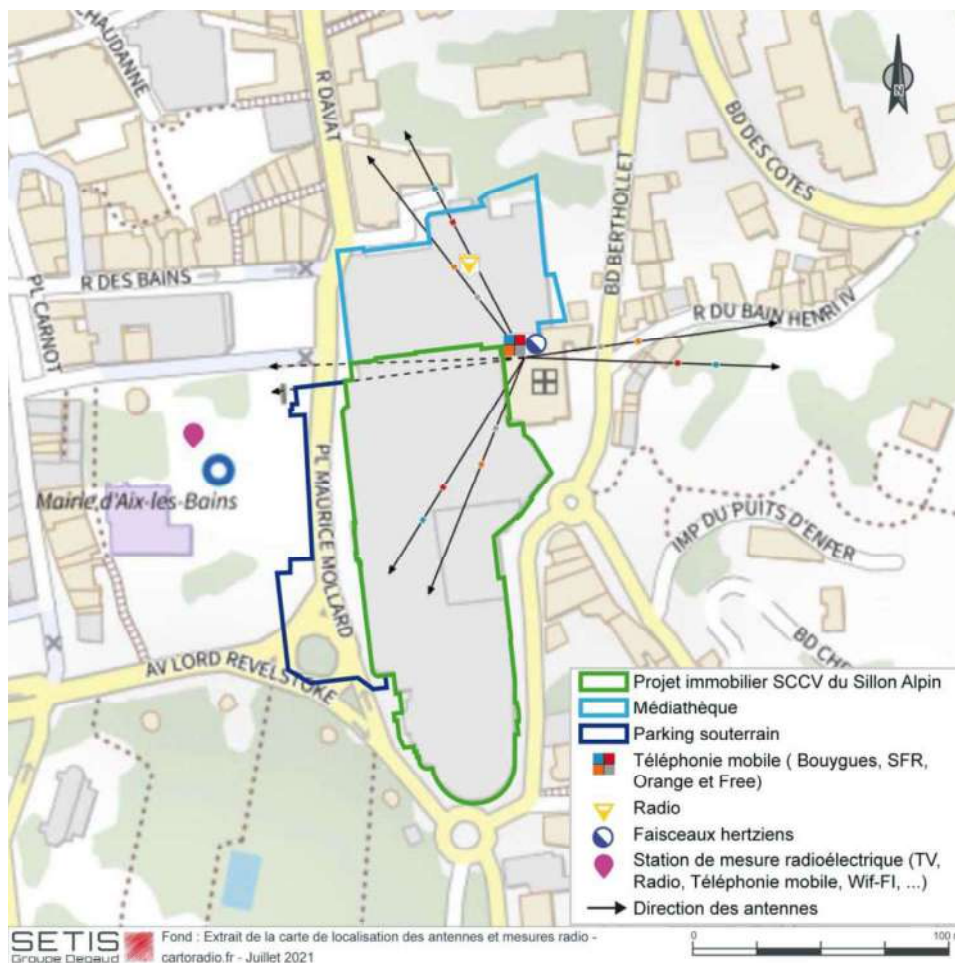 CHAUDANNE
R DAVAT
BD DES COTES
BD BERTHOLLET
R DES BAINS
PL CARNOT
R DU BAIN HENRI IV
PL MAURICE MOLLARD
Mairie d'Aix-les-Bains
IMP DU PUITS D'ENFER
AV LORD REVELSTOKE
BD CHE
N
Projet immobilier SCCV du Sillon Alpin
Médiathèque
Parking souterrain
Téléphonie mobile ( Bouygues, SFR,
Orange et Free)
Radio
Faisceaux hertziens
Station de mesure radioélectrique (TV,
Radio, Téléphonie mobile, Wif-FI, ...)
Direction des antennes
SETIS
Groupe Degaud
Fond : Extrait de la carte de localisation des antennes et mesures radio -
cartoradio.fr - Juillet 2021
0 100 m